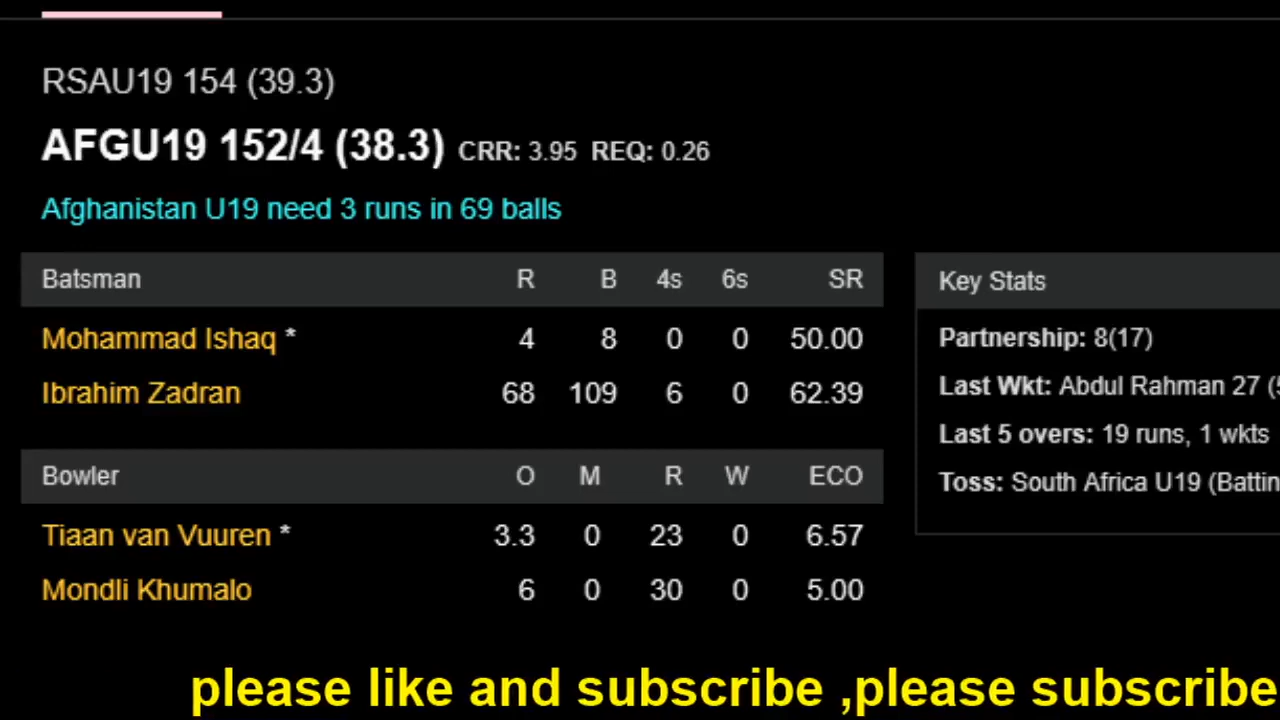 RSAU19 154 (39.3)
AFGU19 152/4 (38.3) CRR: 3.95 REQ: 0.26
Afghanistan U19 need 3 runs in 69 balls
Batsman R B 4s 6s SR
Mohammad Ishaq * 4 8 0 0 50.00
Ibrahim Zadran 68 109 6 0 62.39
Bowler O M R W ECO
Tiaan van Vuuren * 3.3 0 23 0 6.57
Mondli Khumalo 6 0 30 0 5.00
Key Stats
Partnership: 8(17)
Last Wkt: Abdul Rahman 27
Last 5 overs: 19 runs, 1 wkts
Toss: South Africa U19
please like and subscribe ,please subscribe